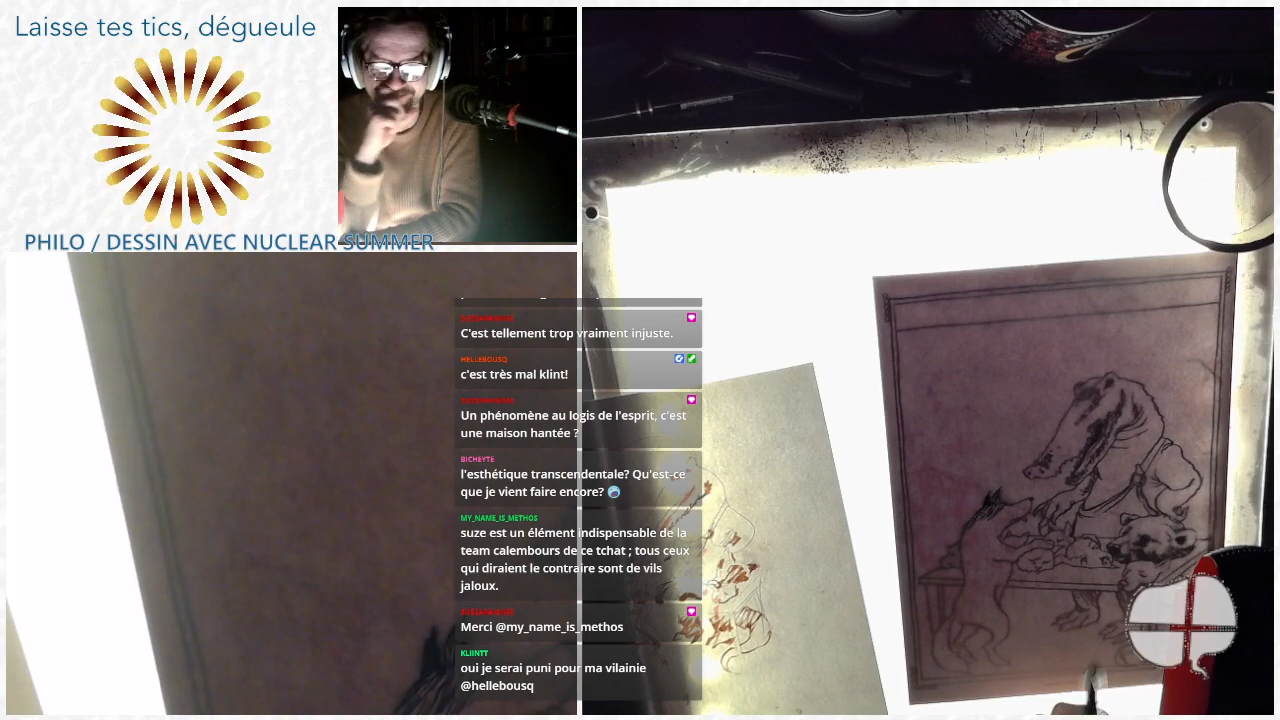 Laisse tes tics, dégueule
PHILO / DESSIN AVEC NUCLEAR SUMMER
C'est tellement trop vraiment injuste.
HELLEBOUSQ
c'est très mal klint!
Un phénomène au logis de l'esprit, c'est
une maison hantée ?
BICHEYTE
l'esthétique transcendentale? Qu'est-ce
que je vient faire encore?
MY_NAME_IS_METHOS
suze est un élément indispensable de la
team calembours de ce tchat ; tous ceux
qui diraient le contraire sont de vils
jaloux.
Merci @my_name_is_methos
KLIINTT
oui je serai puni pour ma vilainie
@hellebousq